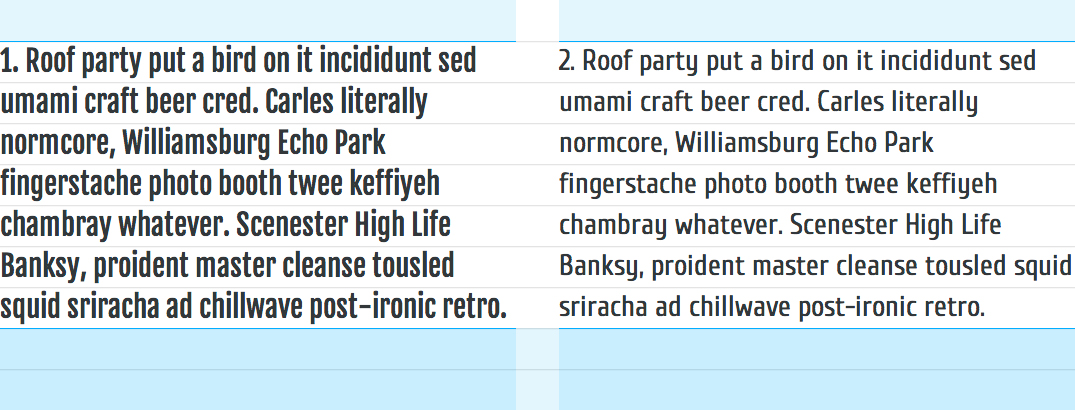 1. Roof party put a bird on it incididunt sed
umami craft beer cred. Carles literally
normcore, Williamsburg Echo Park
fingerstache photo booth twee keffiyeh
chambray whatever. Scenester High Life
Banksy, proident master cleanse tousled
squid sriracha ad chillwave post-ironic retro.
2. Roof party put a bird on it incididunt sed
umami craft beer cred. Carles literally
normcore, Williamsburg Echo Park
fingerstache photo booth twee keffiyeh
chambray whatever. Scenester High Life
Banksy, proident master cleanse tousled squid
sriracha ad chillwave post-ironic retro.